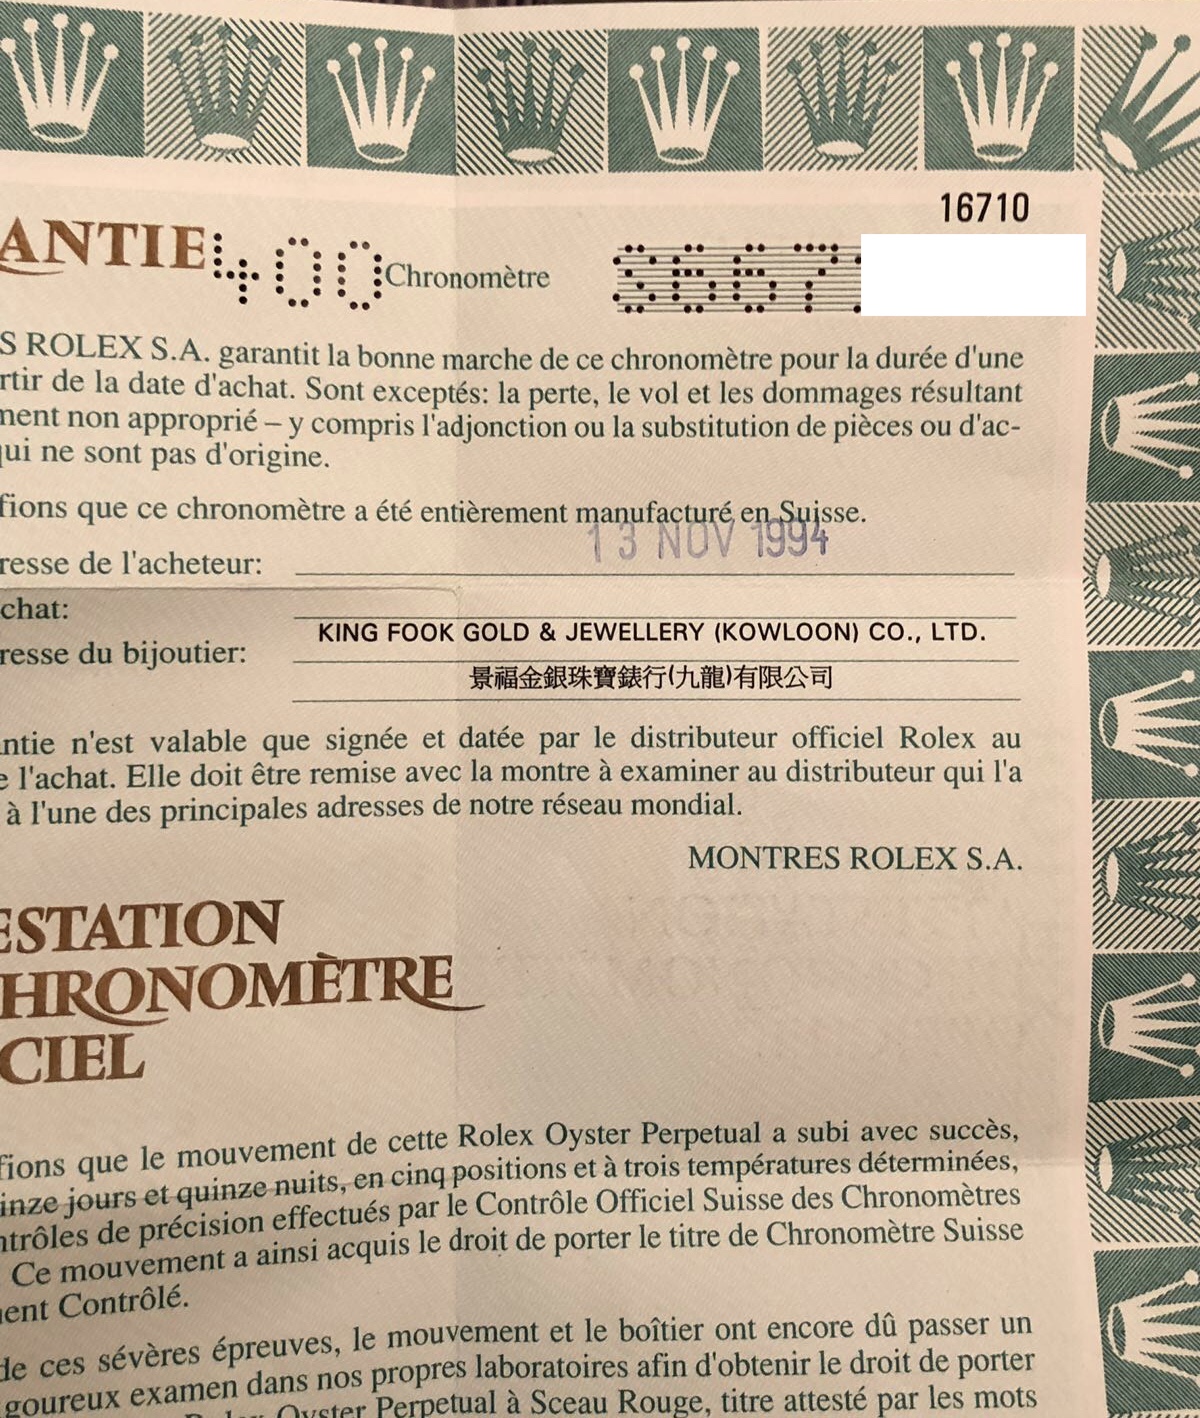 16710
ANTIE 400 Chronomètre S667
S ROLEX S.A. garantit la bonne marche de ce chronomètre pour la durée d'une
rtir de la date d'achat. Sont exceptés: la perte, le vol et les dommages résultant
ment non approprié – y compris l'adjonction ou la substitution de pièces ou d'ac-
qui ne sont pas d'origine.
fions que ce chronomètre a été entièrement manufacturé en Suisse.
13 NOV 1994
resse de l'acheteur:
chat:
KING FOOK GOLD & JEWELLERY (KOWLOON) CO., LTD.
resse du bijoutier:
景福金銀珠寶錶行(九龍)有限公司
ntie n'est valable que signée et datée par le distributeur officiel Rolex au
e l'achat. Elle doit être remise avec la montre à examiner au distributeur qui l'a
à l'une des principales adresses de notre réseau mondial.
MONTRES ROLEX S.A.
ESTATION
HRONOMÈTRE
CIEL
fions que le mouvement de cette Rolex Oyster Perpetual a subi avec succès,
inze jours et quinze nuits, en cinq positions et à trois températures déterminées,
ntrôles de précision effectués par le Contrôle Officiel Suisse des Chronomètres
Ce mouvement a ainsi acquis le droit de porter le titre de Chronomètre Suisse
ment Contrôlé.
de ces sévères épreuves, le mouvement et le boîtier ont encore dû passer un
goureux examen dans nos propres laboratoires afin d'obtenir le droit de porter
Rolex Oyster Perpetual à Sceau Rouge, titre attesté par les mots